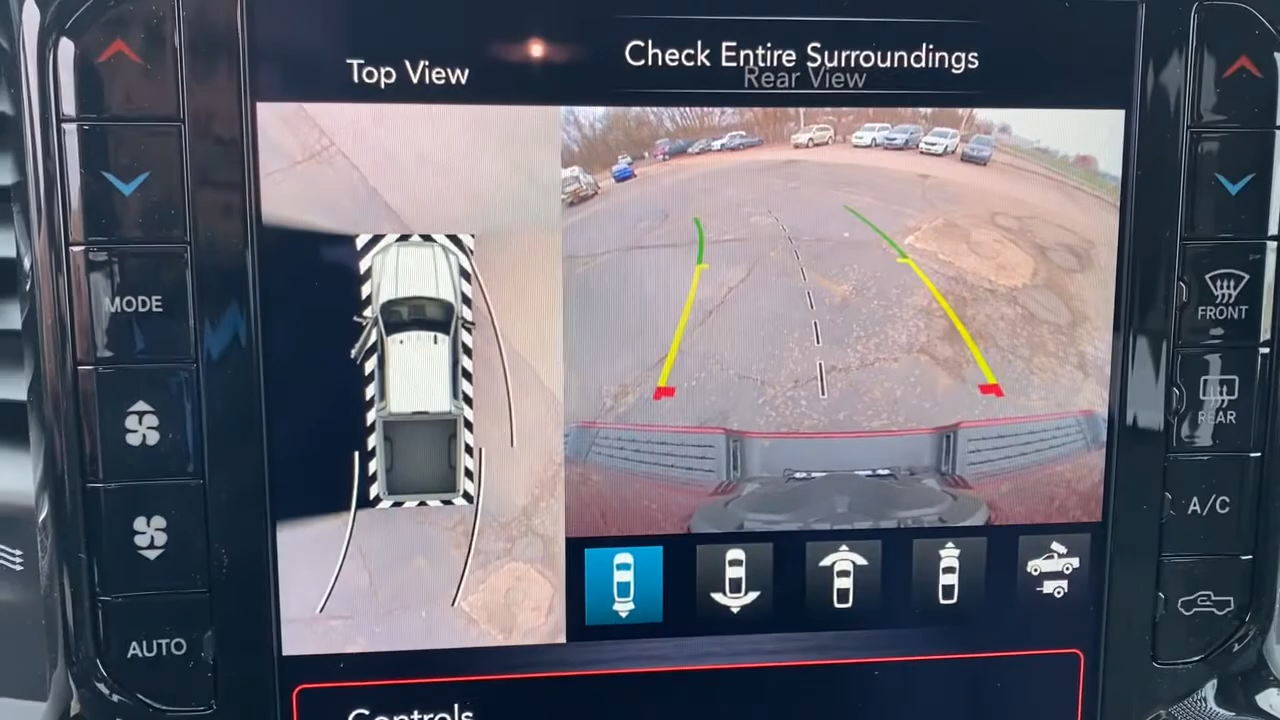 Check Entire Surroundings
Top View
Rear View
MODE
FRONT
REAR
A/C
AUTO
Controls